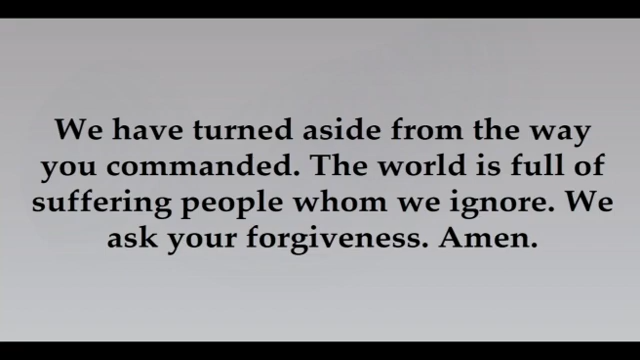 We have turned aside from the way
you commanded. The world is full of
suffering people whom we ignore. We
ask your forgiveness. Amen.